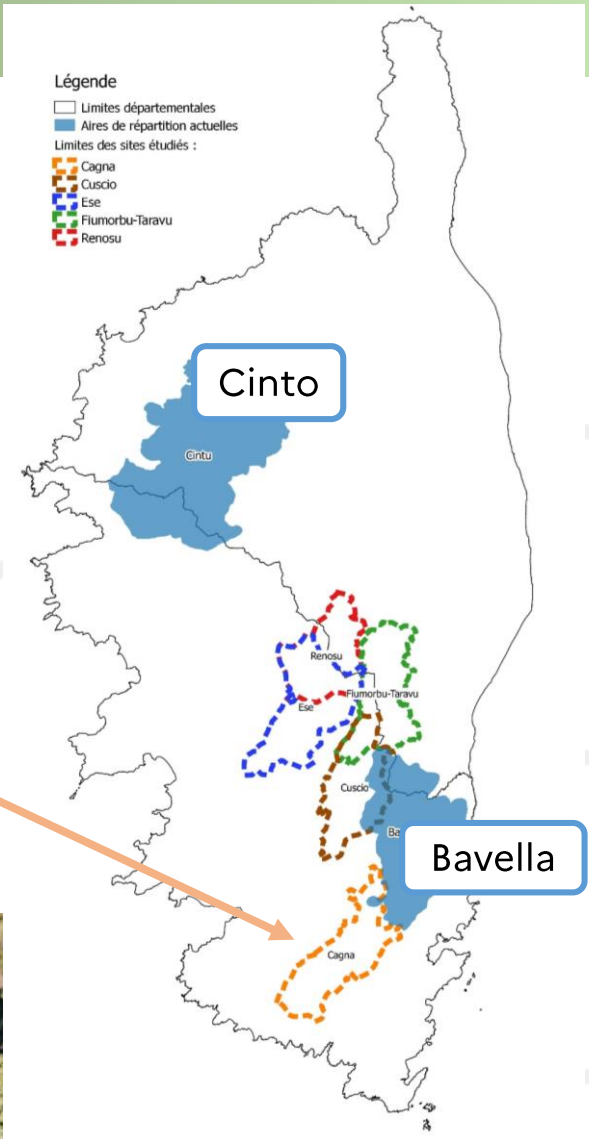 Légende
Limites départementales
Aires de répartition actuelles
Limites des sites étudiés :
Cagna
Cuscio
Ese
Fiumorbu-Taravu
Renosu
Cinto
Cintu
Renosu
Fiumorbu-Taravu
Ese
Cuscio
Ba
Bavella
Cagna